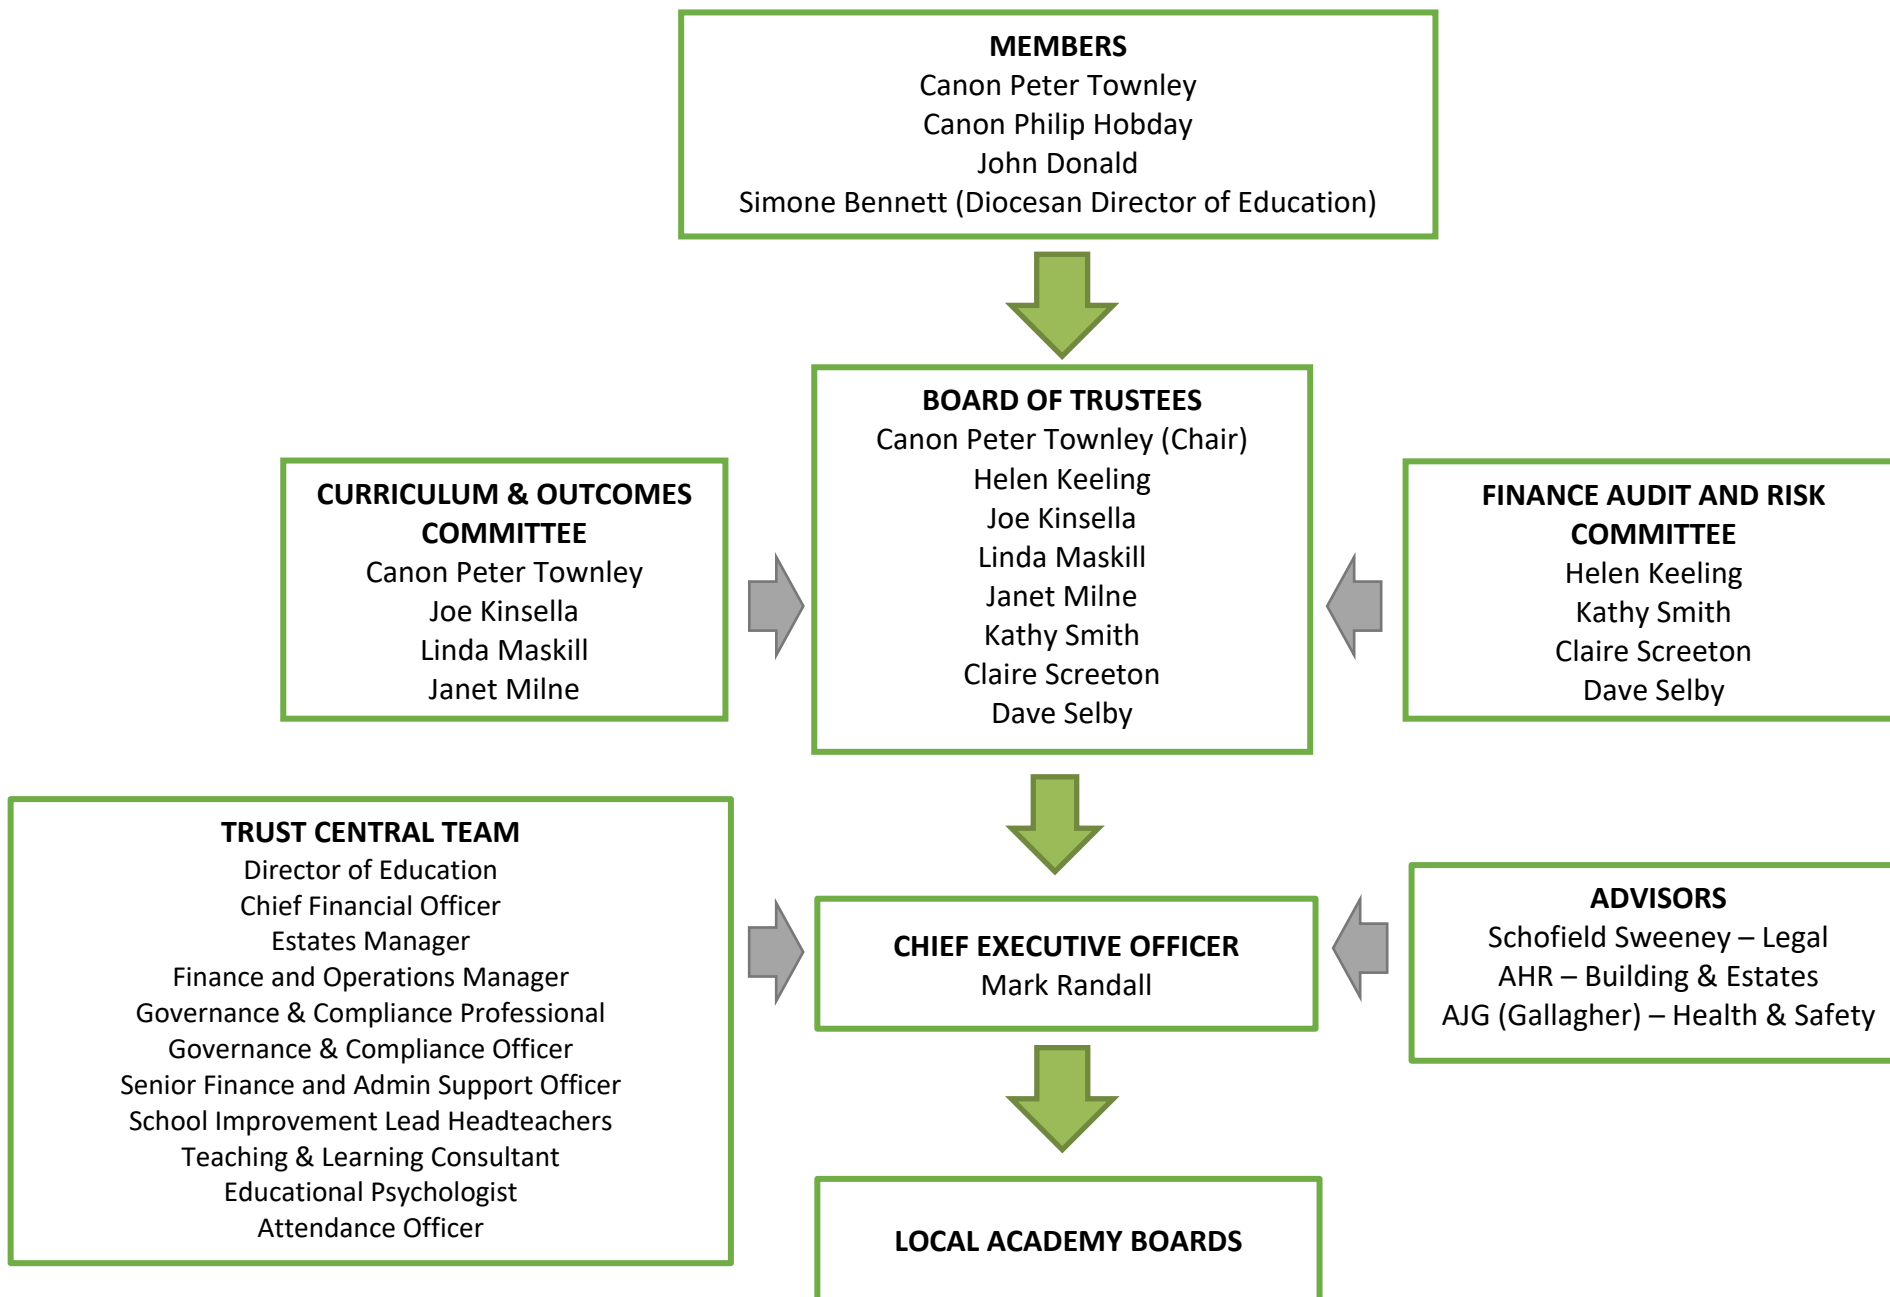 MEMBERS
Canon Peter Townley
Canon Philip Hobday
John Donald
Simone Bennett (Diocesan Director of Education)
BOARD OF TRUSTEES
Canon Peter Townley (Chair)
Helen Keeling
Joe Kinsella
Linda Maskill
Janet Milne
Kathy Smith
Claire Screeton
Dave Selby
CURRICULUM & OUTCOMES
COMMITTEE
Canon Peter Townley
Joe Kinsella
Linda Maskill
Janet Milne
FINANCE AUDIT AND RISK
COMMITTEE
Helen Keeling
Kathy Smith
Claire Screeton
Dave Selby
TRUST CENTRAL TEAM
Director of Education
Chief Financial Officer
Estates Manager
Finance and Operations Manager
Governance & Compliance Professional
Governance & Compliance Officer
Senior Finance and Admin Support Officer
School Improvement Lead Headteachers
Teaching & Learning Consultant
Educational Psychologist
Attendance Officer
CHIEF EXECUTIVE OFFICER
Mark Randall
ADVISORS
Schofield Sweeney – Legal
AHR – Building & Estates
AJG (Gallagher) – Health & Safety
LOCAL ACADEMY BOARDS